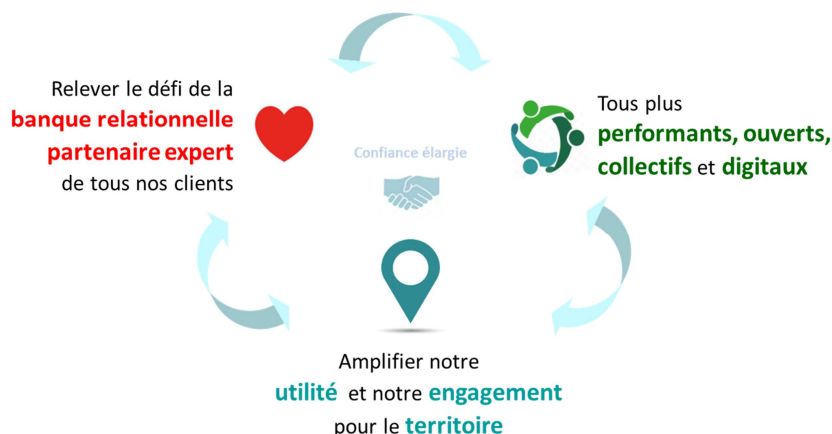 Relever le défi de la
banque relationnelle
partenaire expert
de tous nos clients
Confiance élargie
Tous plus
performants, ouverts,
collectifs et digitaux
Amplifier notre
utilité et notre engagement
pour le territoire